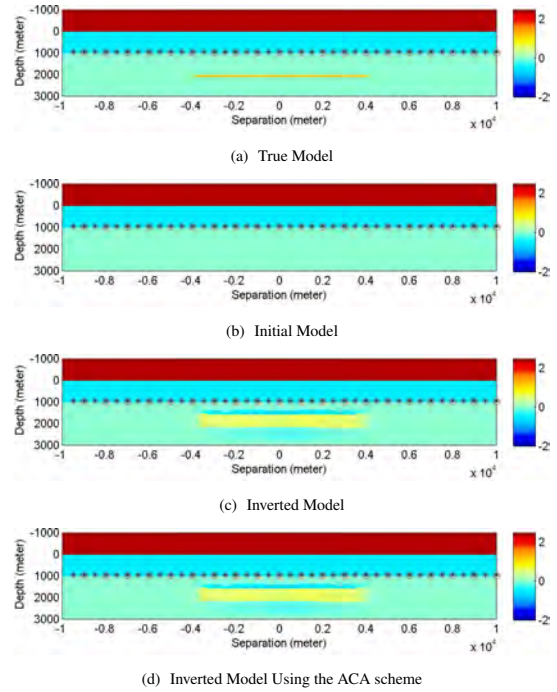 -1000
0
1000
2000
3000
Depth (meter)
-1 -0.8 -0.6 -0.4 -0.2 0 0.2 0.4 0.6 0.8 1
Separation (meter)
x 10⁴
2
0
-2
(a) True Model
-1000
0
1000
2000
3000
Depth (meter)
-1 -0.8 -0.6 -0.4 -0.2 0 0.2 0.4 0.6 0.8 1
Separation (meter)
x 10⁴
2
0
-2
(b) Initial Model
-1000
0
1000
2000
3000
Depth (meter)
-1 -0.8 -0.6 -0.4 -0.2 0 0.2 0.4 0.6 0.8 1
Separation (meter)
x 10⁴
2
0
-2
(c) Inverted Model
-1000
0
1000
2000
3000
Depth (meter)
-1 -0.8 -0.6 -0.4 -0.2 0 0.2 0.4 0.6 0.8 1
Separation (meter)
x 10⁴
2
0
-2
(d) Inverted Model Using the ACA scheme